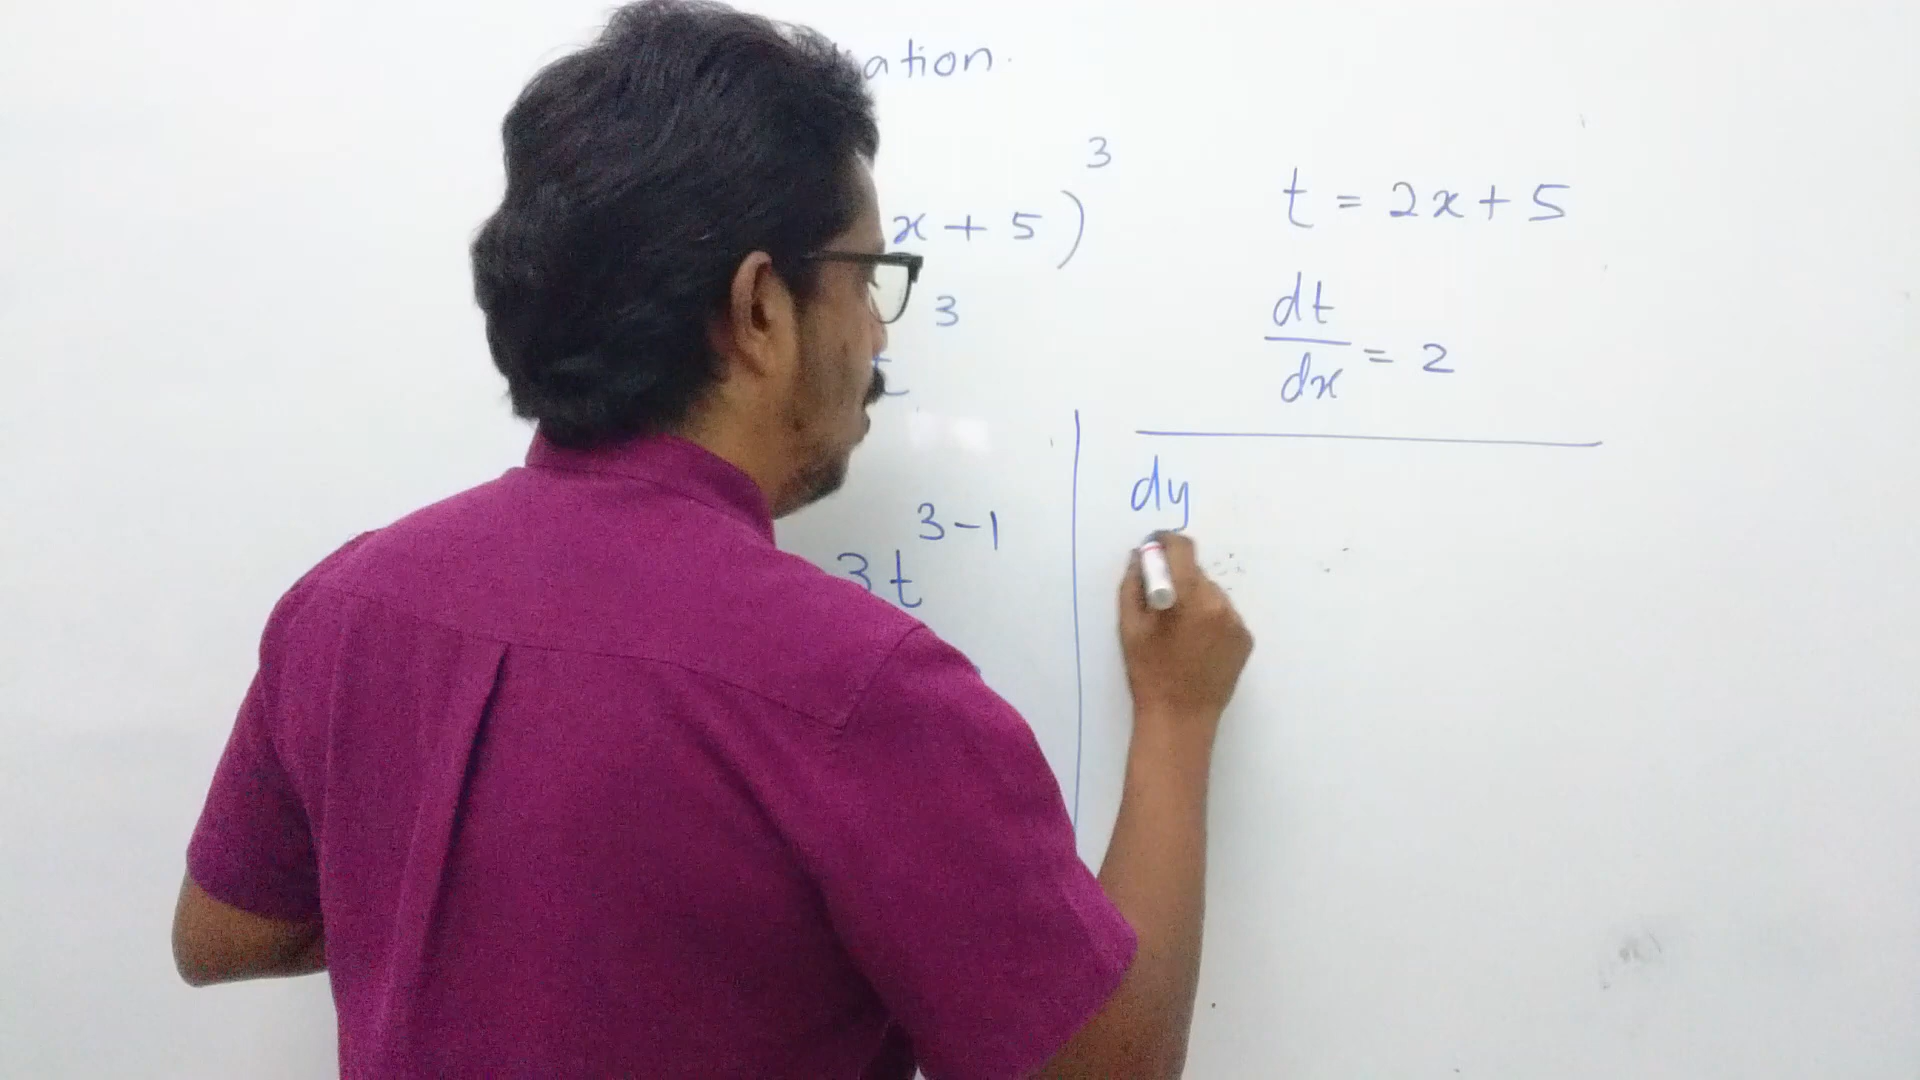 ation.
x + 5)^3
t^3
3t^{3-1}
t = 2x + 5
dt/dx = 2
dy